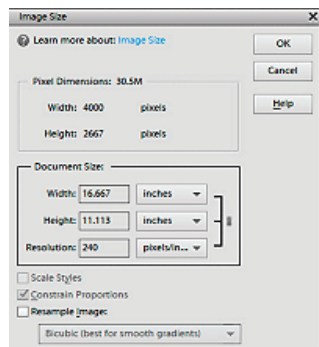 Image Size
Learn more about: Image Size
OK
Cancel
Help
Pixel Dimensions: 30.5M
Width: 4000 pixels
Height: 2667 pixels
Document Size:
Width: 16.667 inches
Height: 11.113 inches
Resolution: 240 pixels/in...
Scale Styles
Constrain Proportions
Resample Image:
Bicubic (best for smooth gradients)